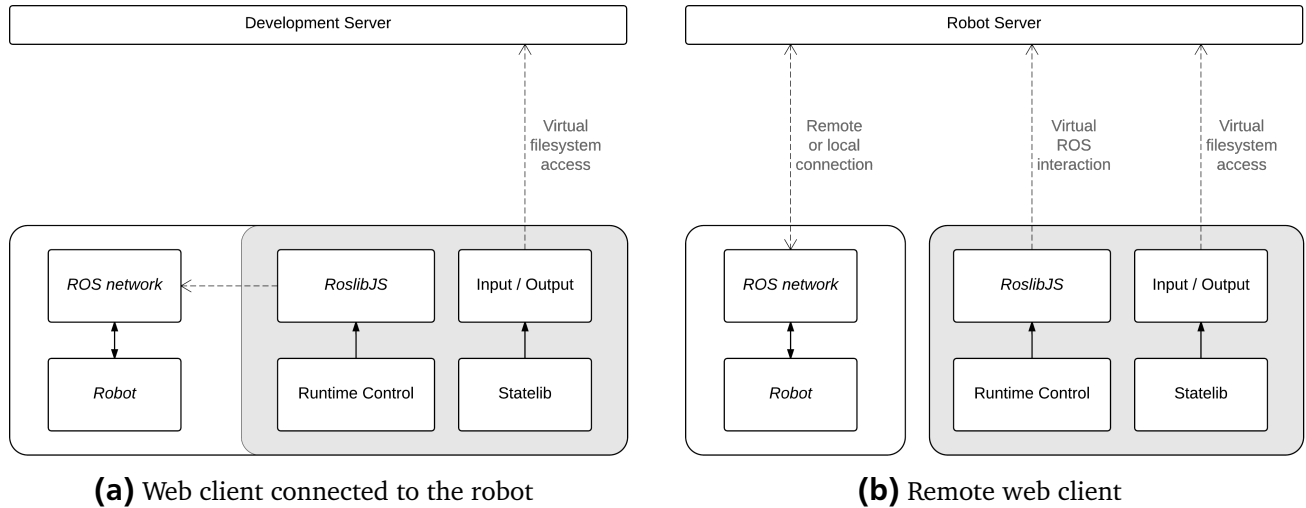 Development Server
Virtual
filesystem
access
ROS network
RoslibJS
Input / Output
Robot
Runtime Control
Statelib
(a) Web client connected to the robot
Robot Server
Remote
or local
connection
Virtual
ROS
interaction
Virtual
filesystem
access
ROS network
RoslibJS
Input / Output
Robot
Runtime Control
Statelib
(b) Remote web client